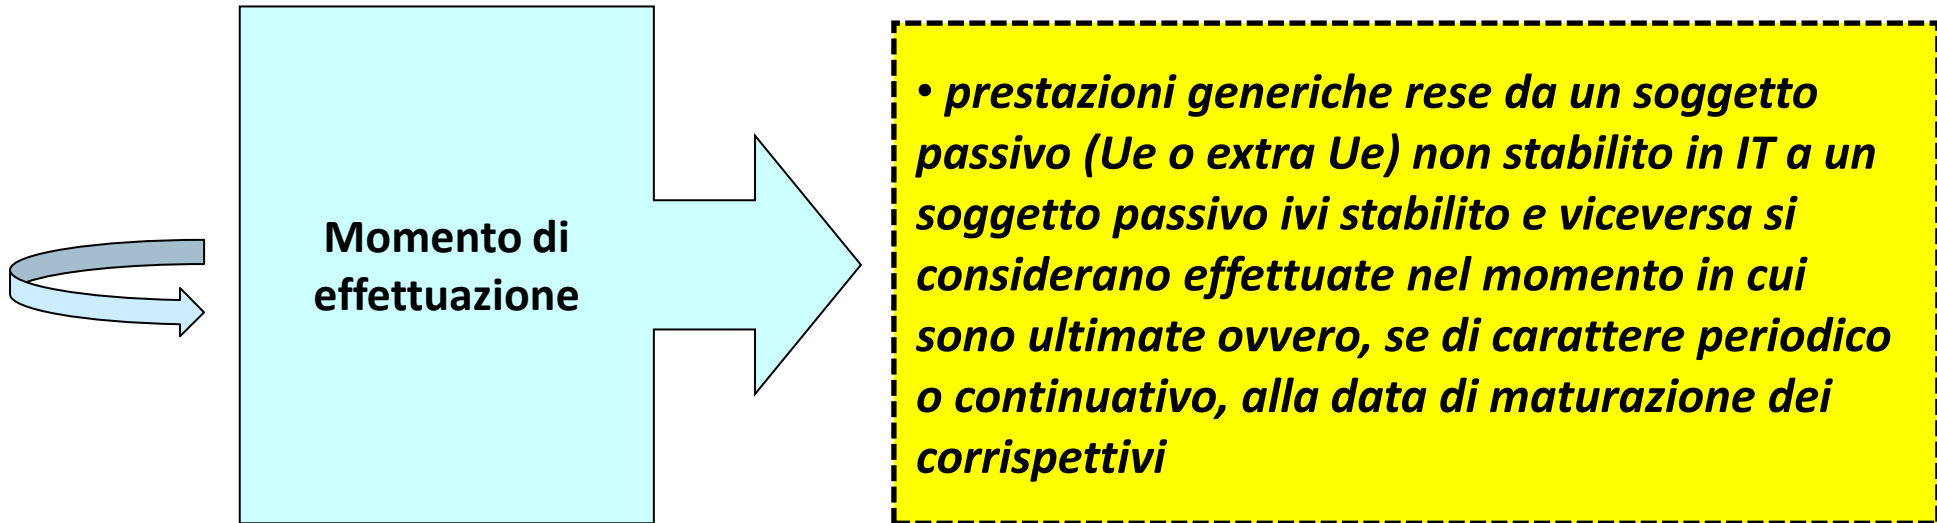 Momento di
effettuazione
• prestazioni generiche rese da un soggetto
passivo (Ue o extra Ue) non stabilito in IT a un
soggetto passivo ivi stabilito e viceversa si
considerano effettuate nel momento in cui
sono ultimate ovvero, se di carattere periodico
o continuativo, alla data di maturazione dei
corrispettivi